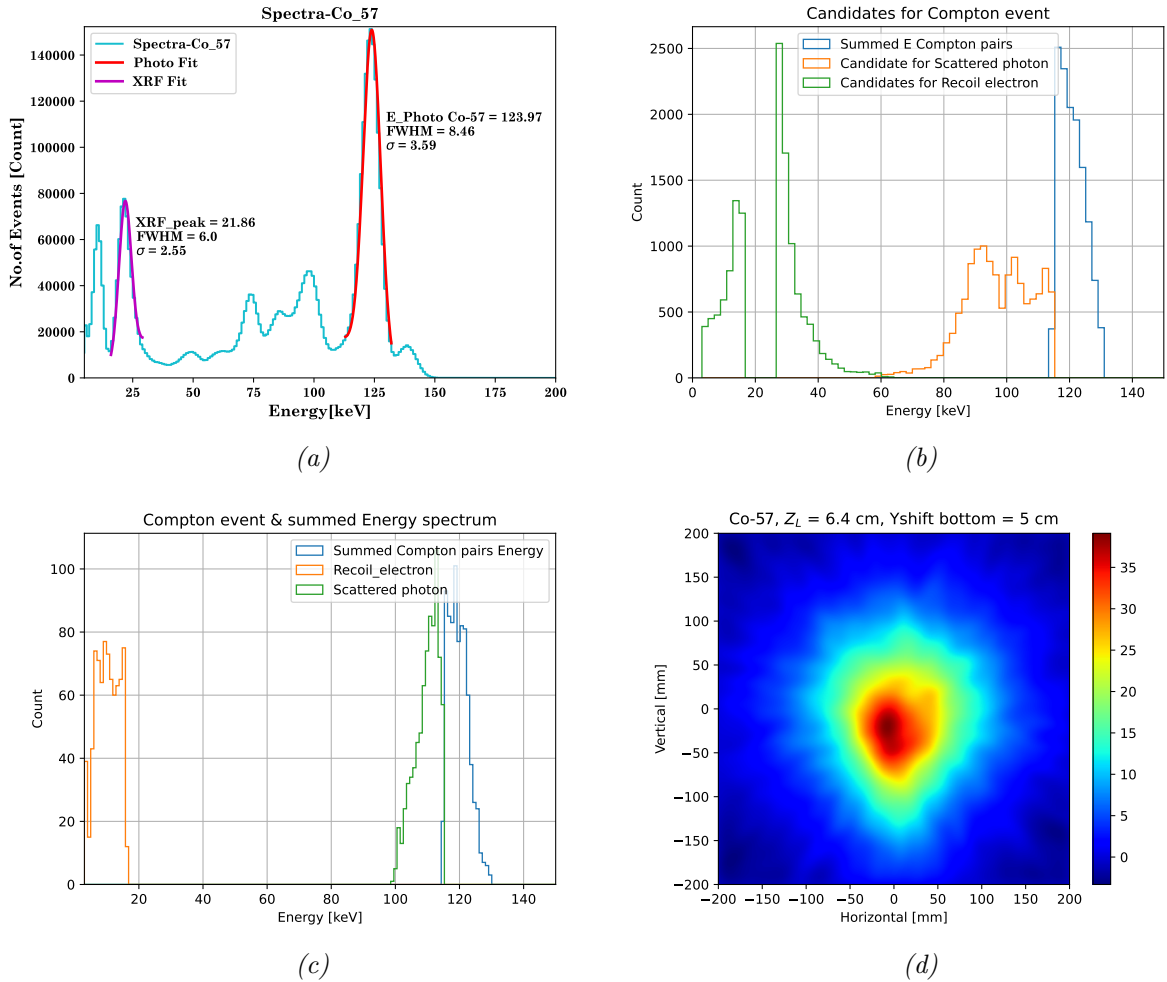 Spectra-Co_57
No.of Events [Count]
140000
120000
100000
80000
60000
40000
20000
0
Spectra-Co_57
Photo Fit
XRF Fit
E_Photo Co-57 = 123.97
FWHM = 8.46
σ = 3.59
XRF_peak = 21.86
FWHM = 6.0
σ = 2.55
25 50 75 100 125 150 175 200
Energy[keV]
(a)
Candidates for Compton event
Count
2500
2000
1500
1000
500
0
Summed E Compton pairs
Candidate for Scattered photon
Candidates for Recoil electron
0 20 40 60 80 100 120 140
Energy [keV]
(b)
Compton event & summed Energy spectrum
Count
100
80
60
40
20
0
Summed Compton pairs Energy
Recoil_electron
Scattered photon
20 40 60 80 100 120 140
Energy [keV]
(c)
Co-57, Z_L = 6.4 cm, Yshift bottom = 5 cm
Vertical [mm]
200
150
100
50
0
−50
−100
−150
−200
−200 −150 −100 −50 0 50 100 150 200
Horizontal [mm]
35
30
25
20
15
10
5
0
(d)